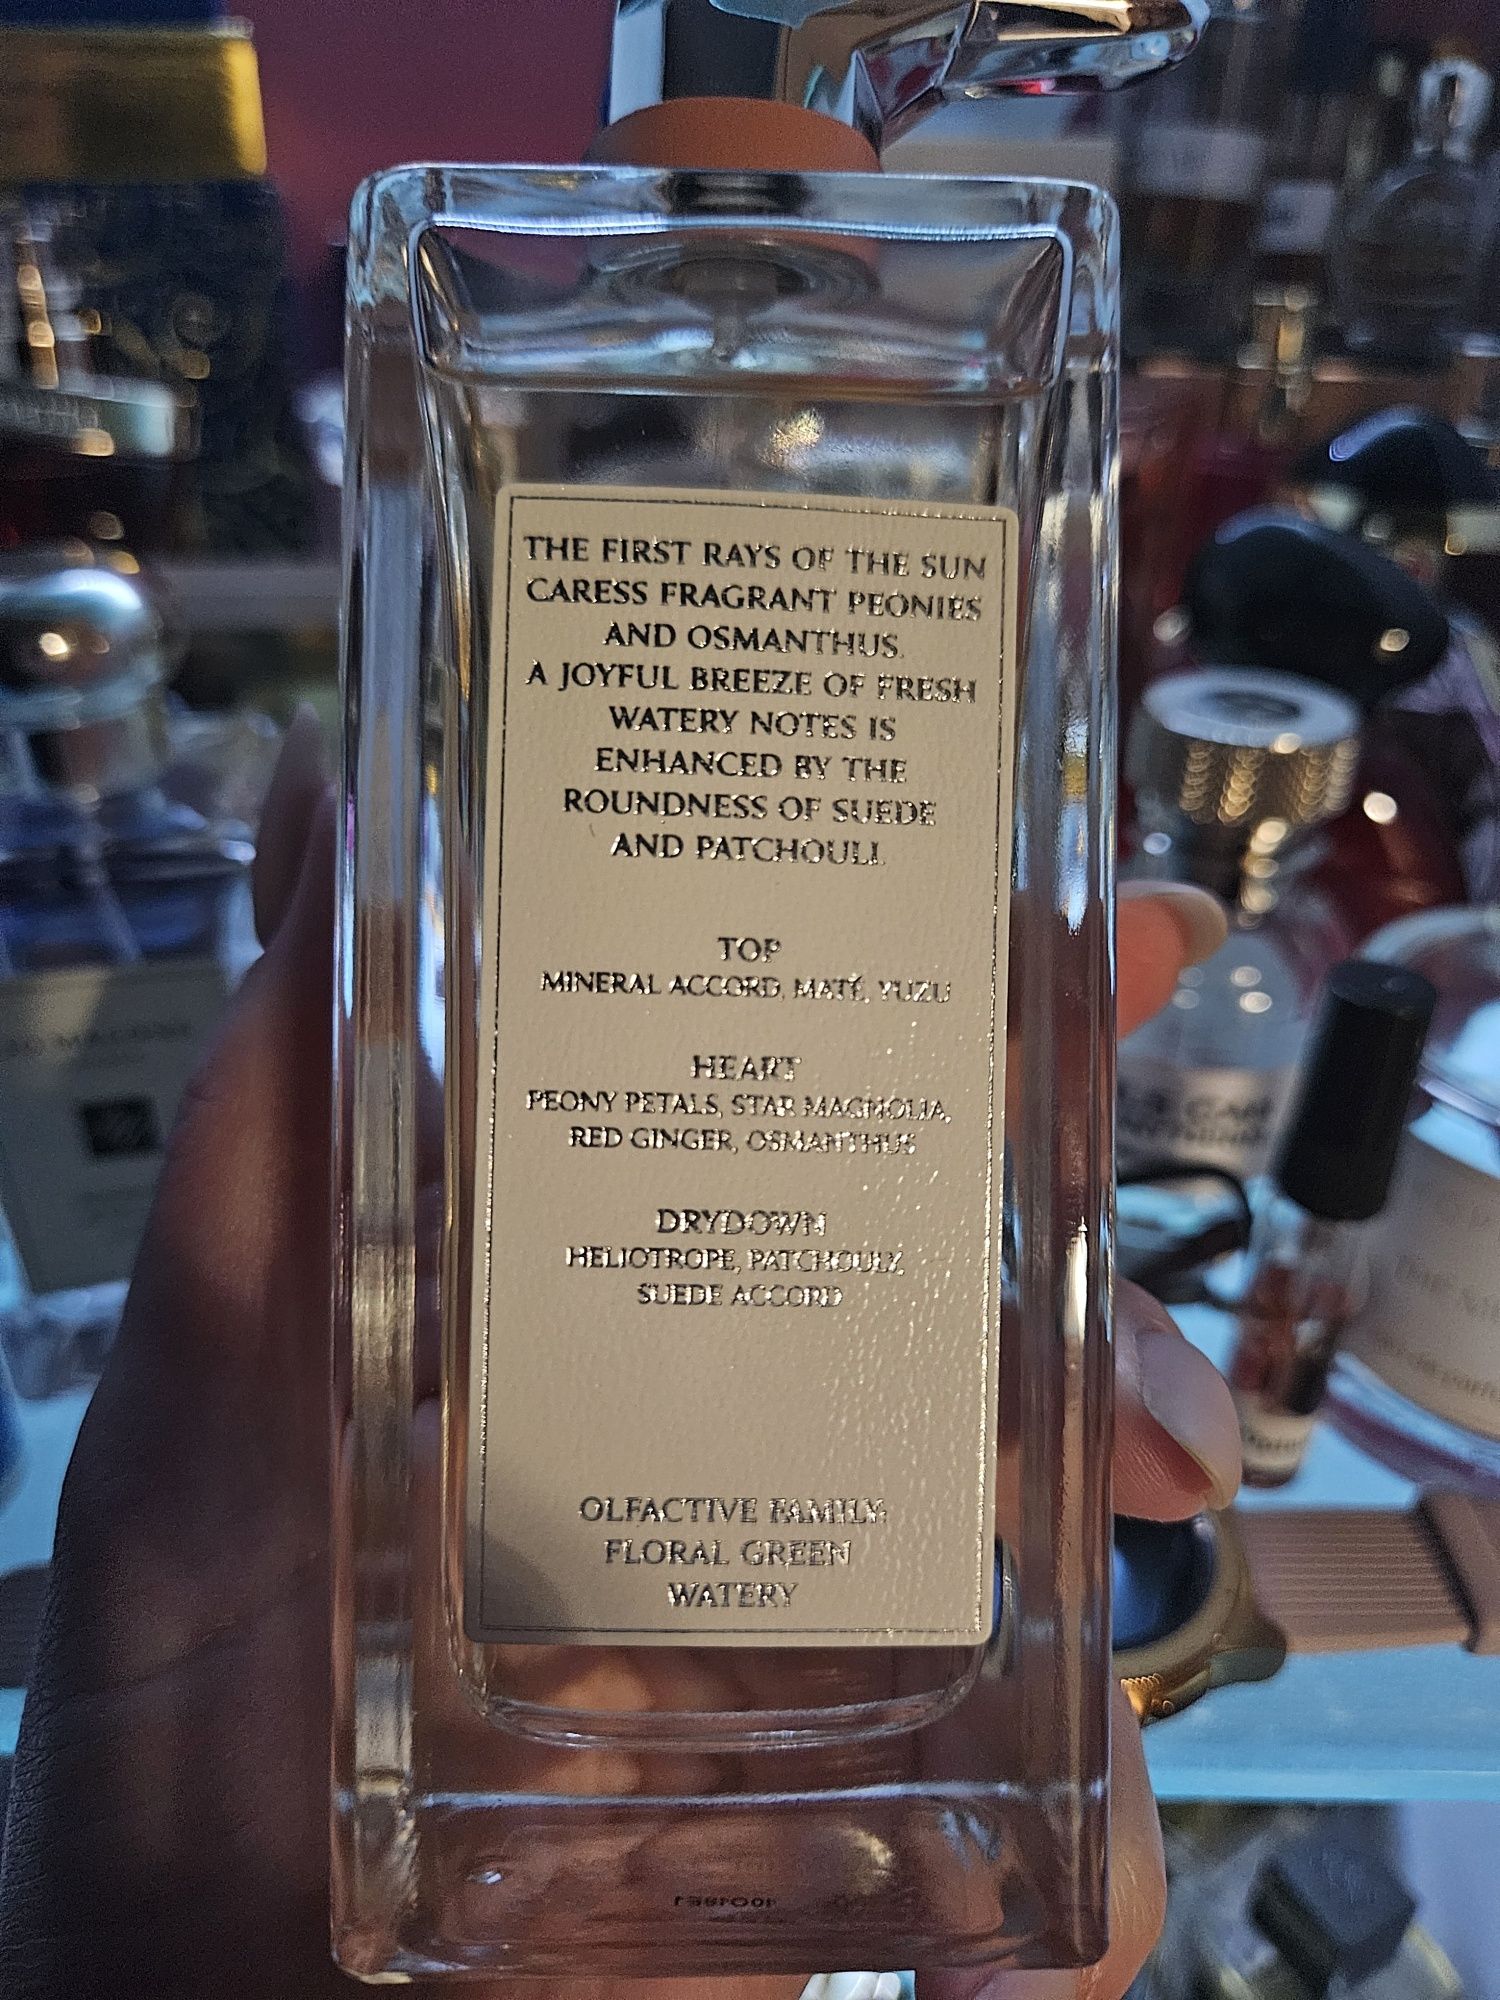 THE FIRST RAYS OF THE SUN
CARESS FRAGRANT PEONIES
AND OSMANTHUS.
A JOYFUL BREEZE OF FRESH
WATERY NOTES IS
ENHANCED BY THE
ROUNDNESS OF SUEDE
AND PATCHOULI.
TOP
MINERAL ACCORD, MATÉ, YUZU
HEART
PEONY PETALS, STAR MAGNOLIA,
RED GINGER, OSMANTHUS
DRYDOWN
HELIOTROPE, PATCHOULY,
SUEDE ACCORD
OLFACTIVE FAMILY:
FLORAL GREEN
WATERY